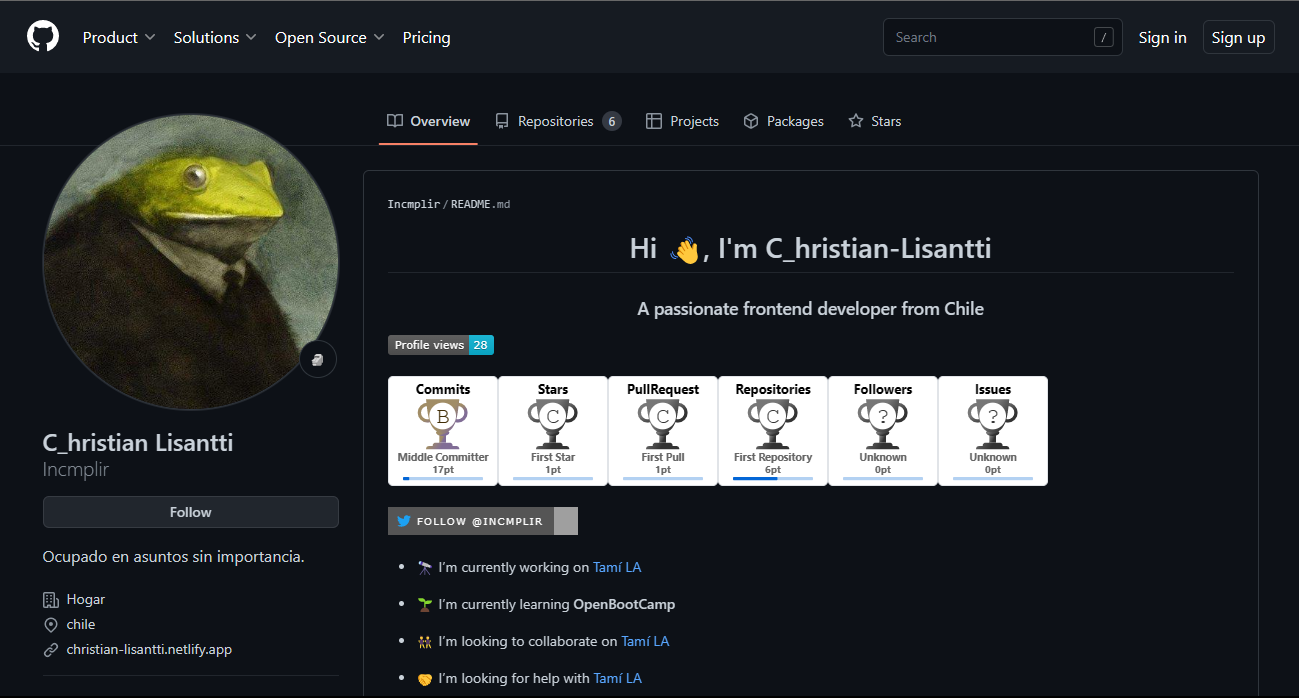 Product Solutions Open Source Pricing Search / Sign in Sign up
Overview Repositories 6 Projects Packages Stars
Incmplir/README.md
Hi 👋, I'm C_hristian-Lisantti
A passionate frontend developer from Chile
Profile views 28
Commits Stars PullRequest Repositories Followers Issues
B C C C ? ?
Middle Committer First Star First Pull First Repository Unknown Unknown
17pt 1pt 1pt 6pt 0pt 0pt
FOLLOW @INCMPLIR
I'm currently working on Tamí LA
I'm currently learning OpenBootCamp
I'm looking to collaborate on Tamí LA
I'm looking for help with Tamí LA
C_hristian Lisantti
Incmplir
Follow
Ocupado en asuntos sin importancia.
Hogar
chile
christian-lisantti.netlify.app